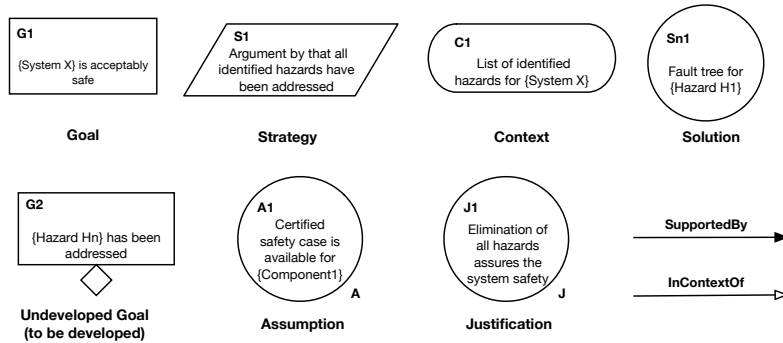 G1
{System X} is acceptably
safe
Goal
S1
Argument by that all
identified hazards have
been addressed
Strategy
C1
List of identified
hazards for {System X}
Context
Sn1
Fault tree for
{Hazard H1}
Solution
G2
{Hazard Hn} has been
addressed
Undeveloped Goal
(to be developed)
A1
Certified
safety case is
available for
{Component1}
A
Assumption
J1
Elimination of
all hazards
assures the
system safety
J
Justification
SupportedBy
InContextOf